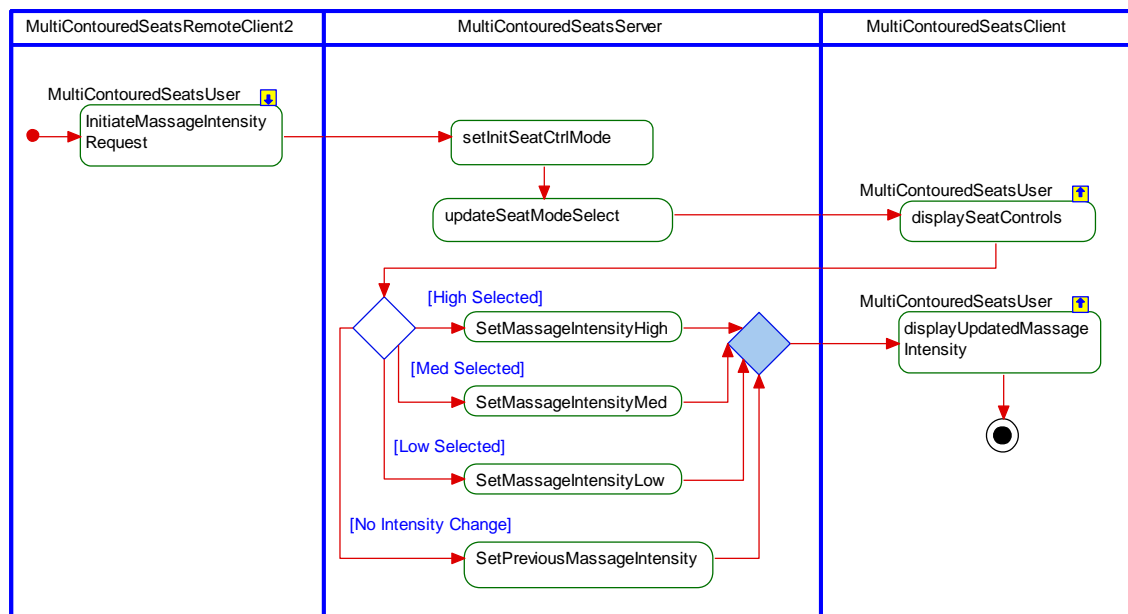 MultiContouredSeatsRemoteClient2
MultiContouredSeatsServer
MultiContouredSeatsClient
MultiContouredSeatsUser
InitiateMassageIntensity
Request
setInitSeatCtrlMode
updateSeatModeSelect
MultiContouredSeatsUser
displaySeatControls
[High Selected]
SetMassageIntensityHigh
MultiContouredSeatsUser
displayUpdatedMassage
Intensity
[Med Selected]
SetMassageIntensityMed
[Low Selected]
SetMassageIntensityLow
[No Intensity Change]
SetPreviousMassageIntensity